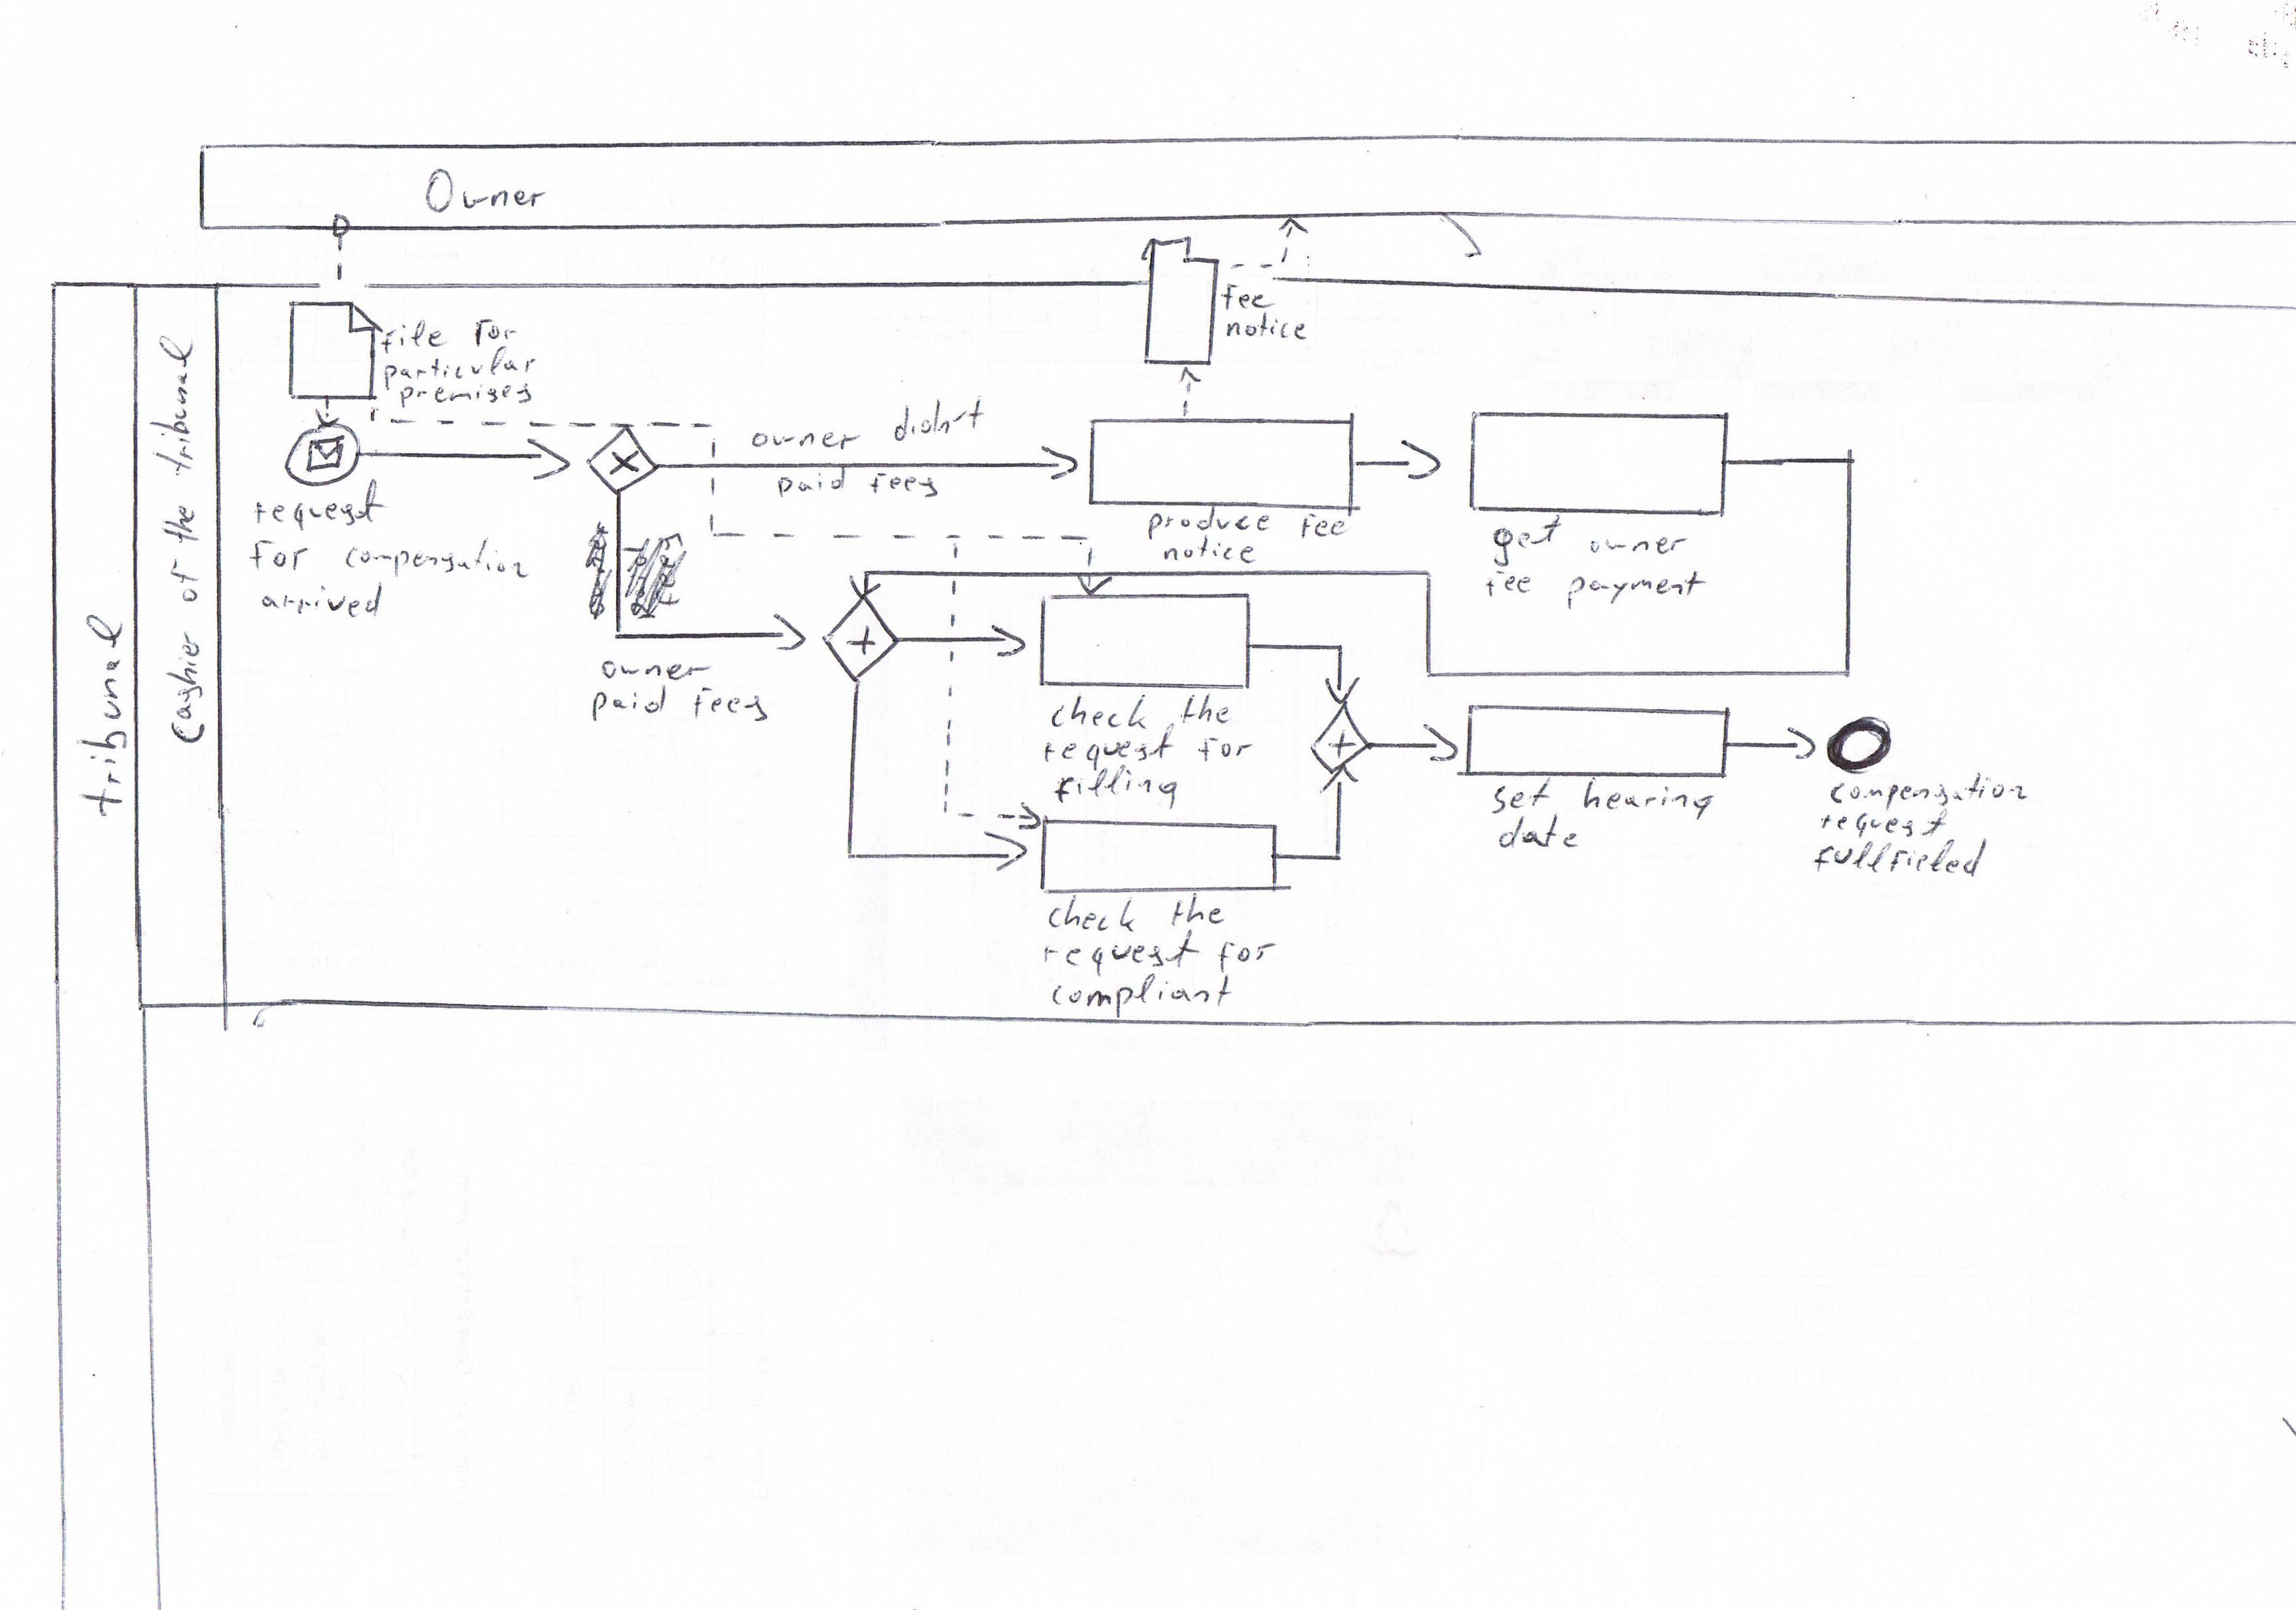 Owner
tribunal
Cashier of the tribunal
file for
particular
premises
fee
notice
request
for compensation
arrived
owner didn't
paid fees
produce fee
notice
get owner
fee payment
owner
paid fees
check the
request for
filling
check the
request for
compliant
set hearing
date
compensation
request
fullfieled